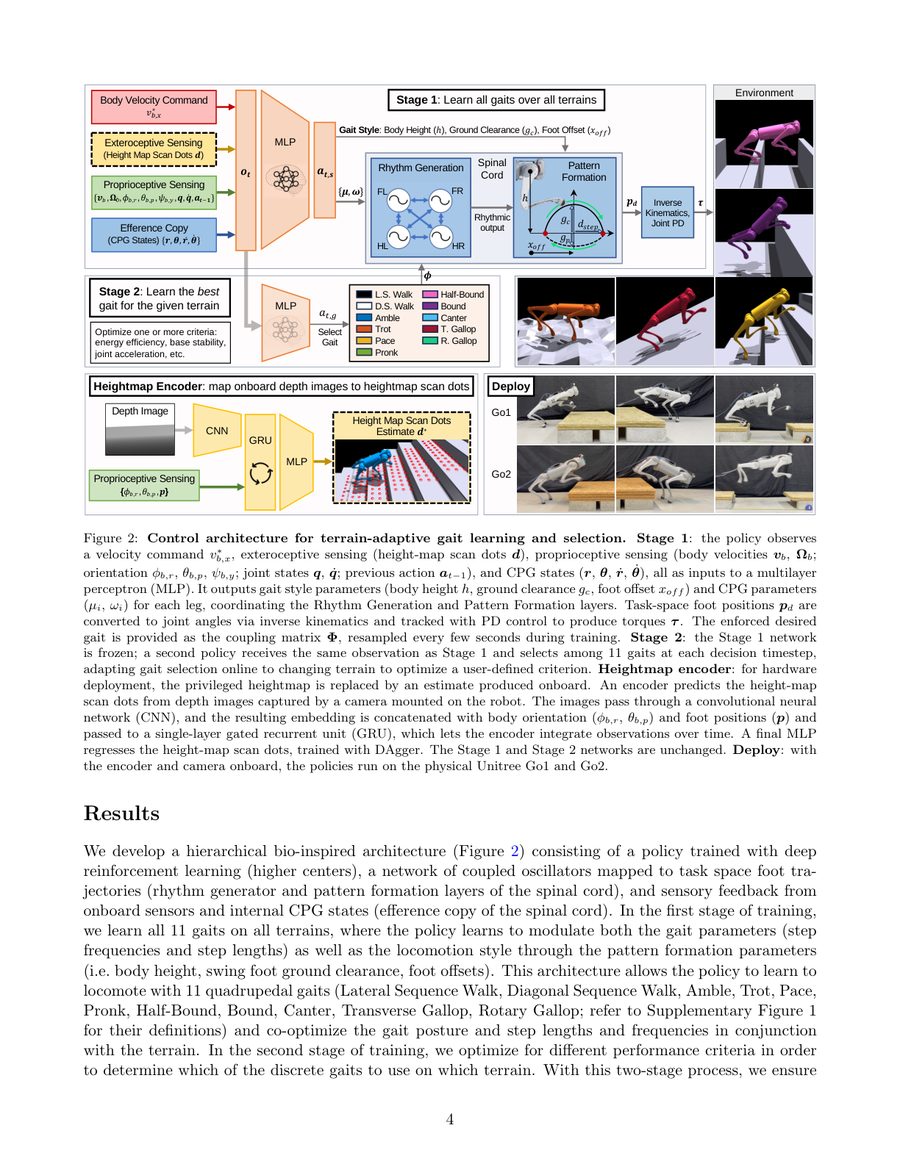 Body Velocity Command
v*b,x
Exteroceptive Sensing
(Height Map Scan Dots d)
Proprioceptive Sensing
{vb, Ωb, ϕb,r, θb,p, ψb,y, q, q̇, at−1}
Efference Copy
(CPG States) {r, θ, ṙ, θ̇}
ot
MLP
at,s
Stage 1: Learn all gaits over all terrains
Gait Style: Body Height (h), Ground Clearance (gc), Foot Offset (xoff)
{μ, ω}
Rhythm Generation
FL
FR
HL
HR
Spinal
Cord
Rhythmic
output
Pattern
Formation
h
gc
dstep
gp
xoff
pd
Inverse
Kinematics,
Joint PD
τ
Environment
Stage 2: Learn the best
gait for the given terrain
Optimize one or more criteria:
energy efficiency, base stability,
joint acceleration, etc.
MLP
at,g
Select
Gait
ϕ
L.S. Walk
D.S. Walk
Amble
Trot
Pace
Pronk
Half-Bound
Bound
Canter
T. Gallop
R. Gallop
Heightmap Encoder: map onboard depth images to heightmap scan dots
Depth Image
CNN
GRU
MLP
Proprioceptive Sensing
{ϕb,r, θb,p, p}
Height Map Scan Dots
Estimate d*
Deploy
Go1
Go2
Figure 2: Control architecture for terrain-adaptive gait learning and selection. Stage 1: the policy observes
a velocity command v*b,x, exteroceptive sensing (height-map scan dots d), proprioceptive sensing (body velocities vb, Ωb;
orientation ϕb,r, θb,p, ψb,y; joint states q, q̇; previous action at−1), and CPG states (r, θ, ṙ, θ̇), all as inputs to a multilayer
perceptron (MLP). It outputs gait style parameters (body height h, ground clearance gc, foot offset xoff) and CPG parameters
(μi, ωi) for each leg, coordinating the Rhythm Generation and Pattern Formation layers. Task-space foot positions pd are
converted to joint angles via inverse kinematics and tracked with PD control to produce torques τ. The enforced desired
gait is provided as the coupling matrix Φ, resampled every few seconds during training. Stage 2: the Stage 1 network
is frozen; a second policy receives the same observation as Stage 1 and selects among 11 gaits at each decision timestep,
adapting gait selection online to changing terrain to optimize a user-defined criterion. Heightmap encoder: for hardware
deployment, the privileged heightmap is replaced by an estimate produced onboard. An encoder predicts the height-map
scan dots from depth images captured by a camera mounted on the robot. The images pass through a convolutional neural
network (CNN), and the resulting embedding is concatenated with body orientation (ϕb,r, θb,p) and foot positions (p) and
passed to a single-layer gated recurrent unit (GRU), which lets the encoder integrate observations over time. A final MLP
regresses the height-map scan dots, trained with DAgger. The Stage 1 and Stage 2 networks are unchanged. Deploy: with
the encoder and camera onboard, the policies run on the physical Unitree Go1 and Go2.
Results
We develop a hierarchical bio-inspired architecture (Figure 2) consisting of a policy trained with deep
reinforcement learning (higher centers), a network of coupled oscillators mapped to task space foot tra-
jectories (rhythm generator and pattern formation layers of the spinal cord), and sensory feedback from
onboard sensors and internal CPG states (efference copy of the spinal cord). In the first stage of training,
we learn all 11 gaits on all terrains, where the policy learns to modulate both the gait parameters (step
frequencies and step lengths) as well as the locomotion style through the pattern formation parameters
(i.e. body height, swing foot ground clearance, foot offsets). This architecture allows the policy to learn to
locomote with 11 quadrupedal gaits (Lateral Sequence Walk, Diagonal Sequence Walk, Amble, Trot, Pace,
Pronk, Half-Bound, Bound, Canter, Transverse Gallop, Rotary Gallop; refer to Supplementary Figure 1
for their definitions) and co-optimize the gait posture and step lengths and frequencies in conjunction
with the terrain. In the second stage of training, we optimize for different performance criteria in order
to determine which of the discrete gaits to use on which terrain. With this two-stage process, we ensure
4